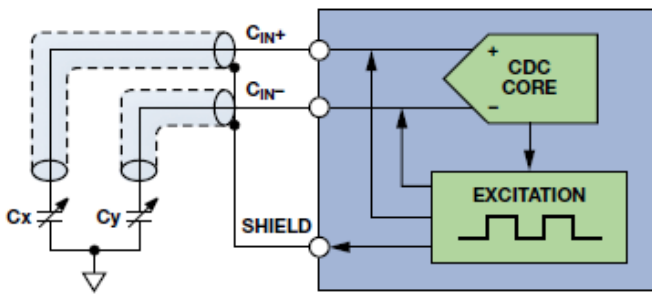 CIN+
CIN–
CDC
CORE
+
–
Cx
Cy
SHIELD
EXCITATION